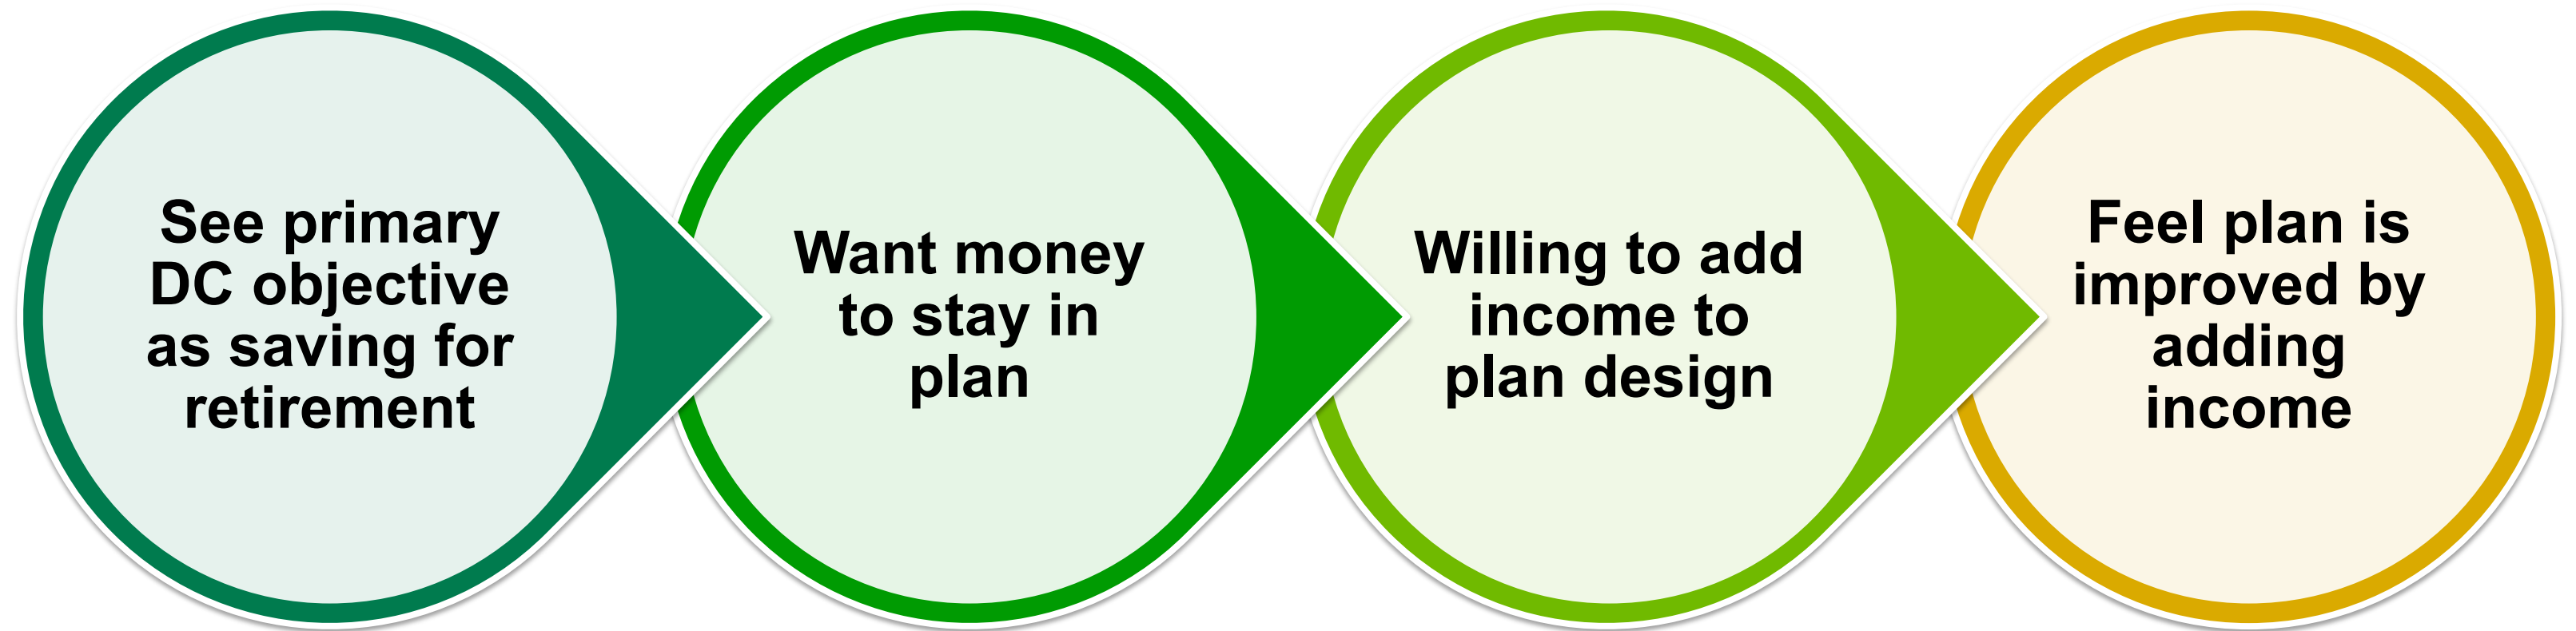 See primary
DC objective
as saving for
retirement
Want money
to stay in
plan
Willing to add
income to
plan design
Feel plan is
improved by
adding
income